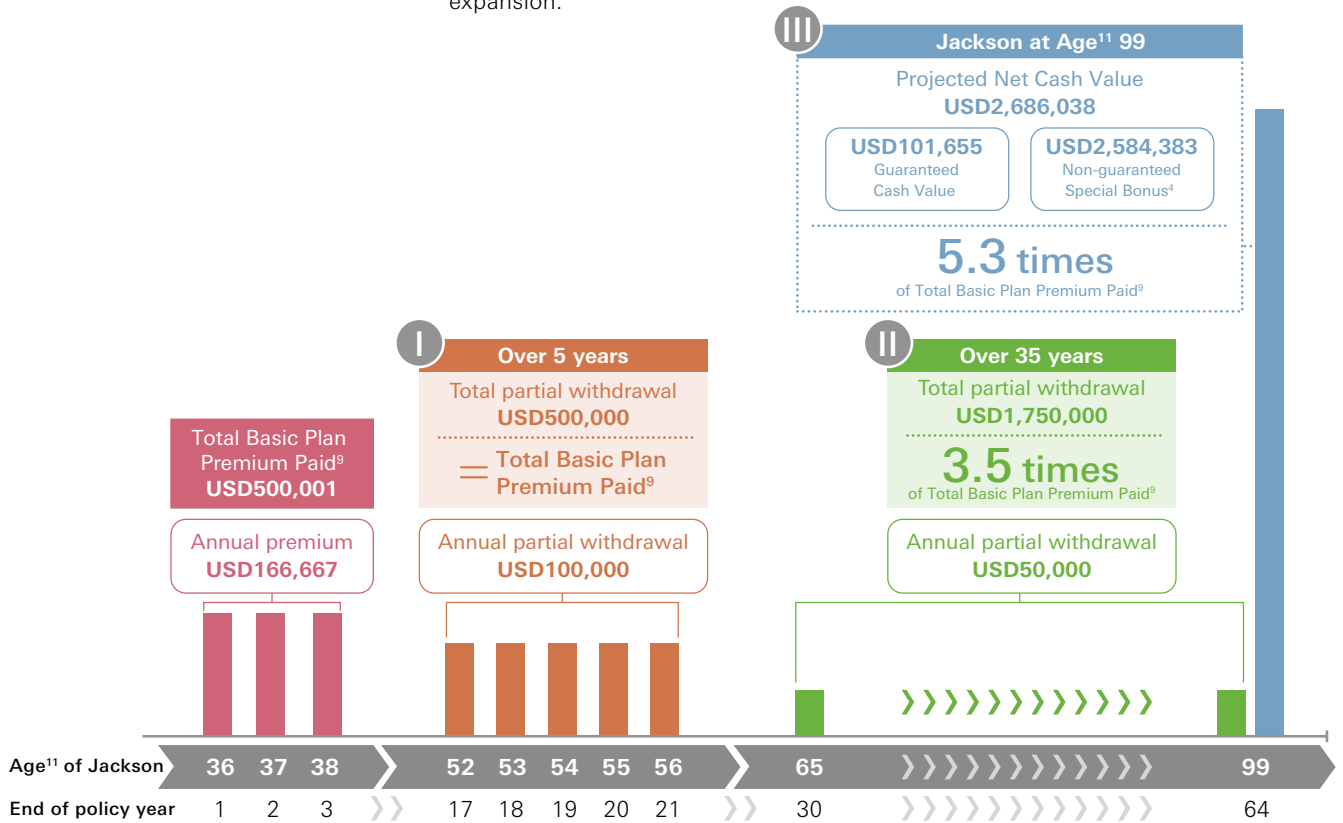 expansion.
III
Jackson at Age¹¹ 99
Projected Net Cash Value
USD2,686,038
USD101,655
Guaranteed
Cash Value
USD2,584,383
Non-guaranteed
Special Bonus⁴
5.3 times
of Total Basic Plan Premium Paid⁹
Total Basic Plan
Premium Paid⁹
USD500,001
Annual premium
USD166,667
I
Over 5 years
Total partial withdrawal
USD500,000
= Total Basic Plan
Premium Paid⁹
Annual partial withdrawal
USD100,000
II
Over 35 years
Total partial withdrawal
USD1,750,000
3.5 times
of Total Basic Plan Premium Paid⁹
Annual partial withdrawal
USD50,000
Age¹¹ of Jackson 36 37 38 52 53 54 55 56 65 99
End of policy year 1 2 3 17 18 19 20 21 30 64